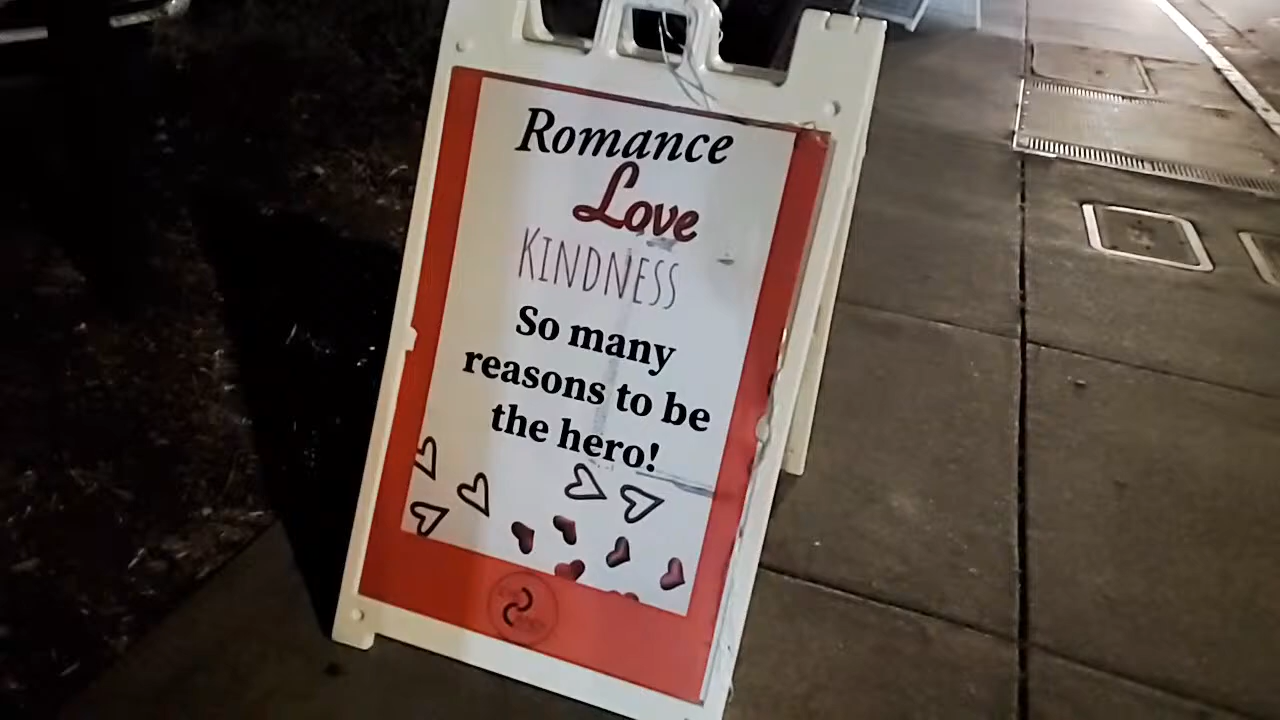 Romance
Love
KINDNESS
So many
reasons to be
the hero!